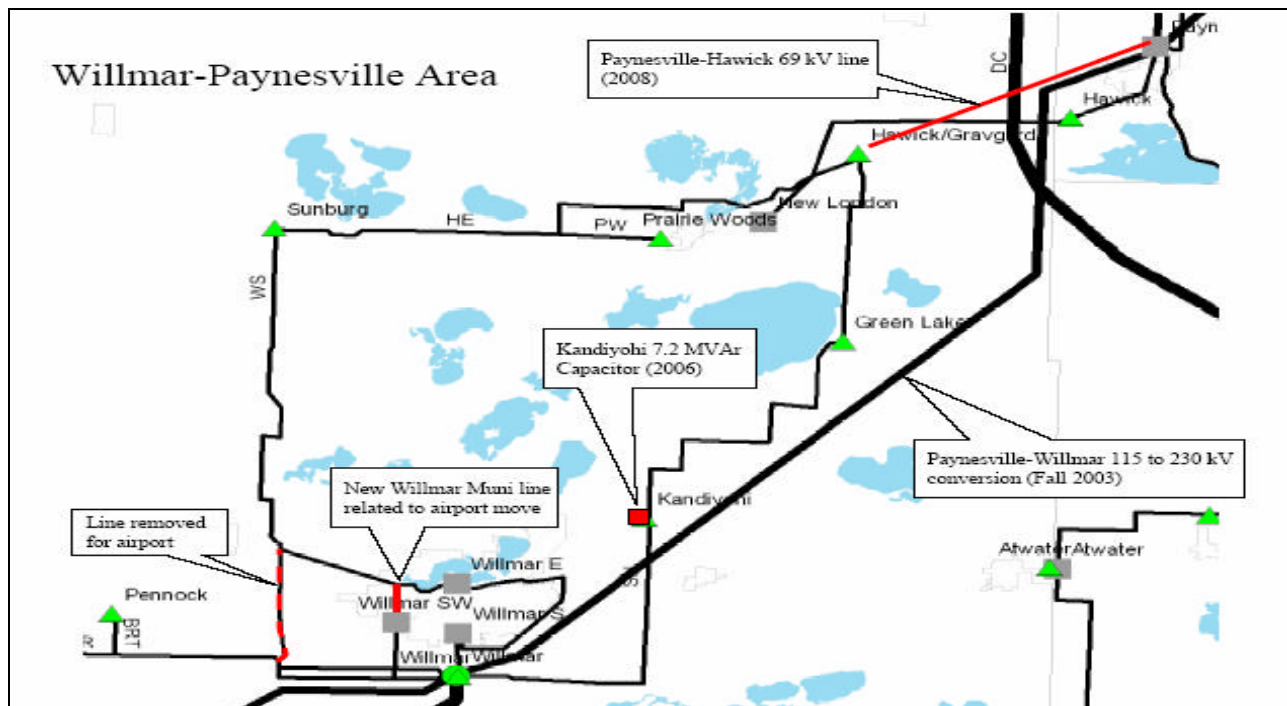 Willmar-Paynesville Area
Paynesville-Hawick 69 kV line
(2008)
DC
Payn
Hawick
Hawick/Gravgard
Sunburg
HE
PW
Prairie Woods
New London
WS
Green Lake
Kandiyohi 7.2 MVAr
Capacitor (2006)
Paynesville-Willmar 115 to 230 kV
conversion (Fall 2003)
New Willmar Muni line
related to airport move
Kandiyohi
Line removed
for airport
Atwater
Atwater
Willmar E
Pennock
Willmar SW
Willmar S
BRT
Willmar
Willmar